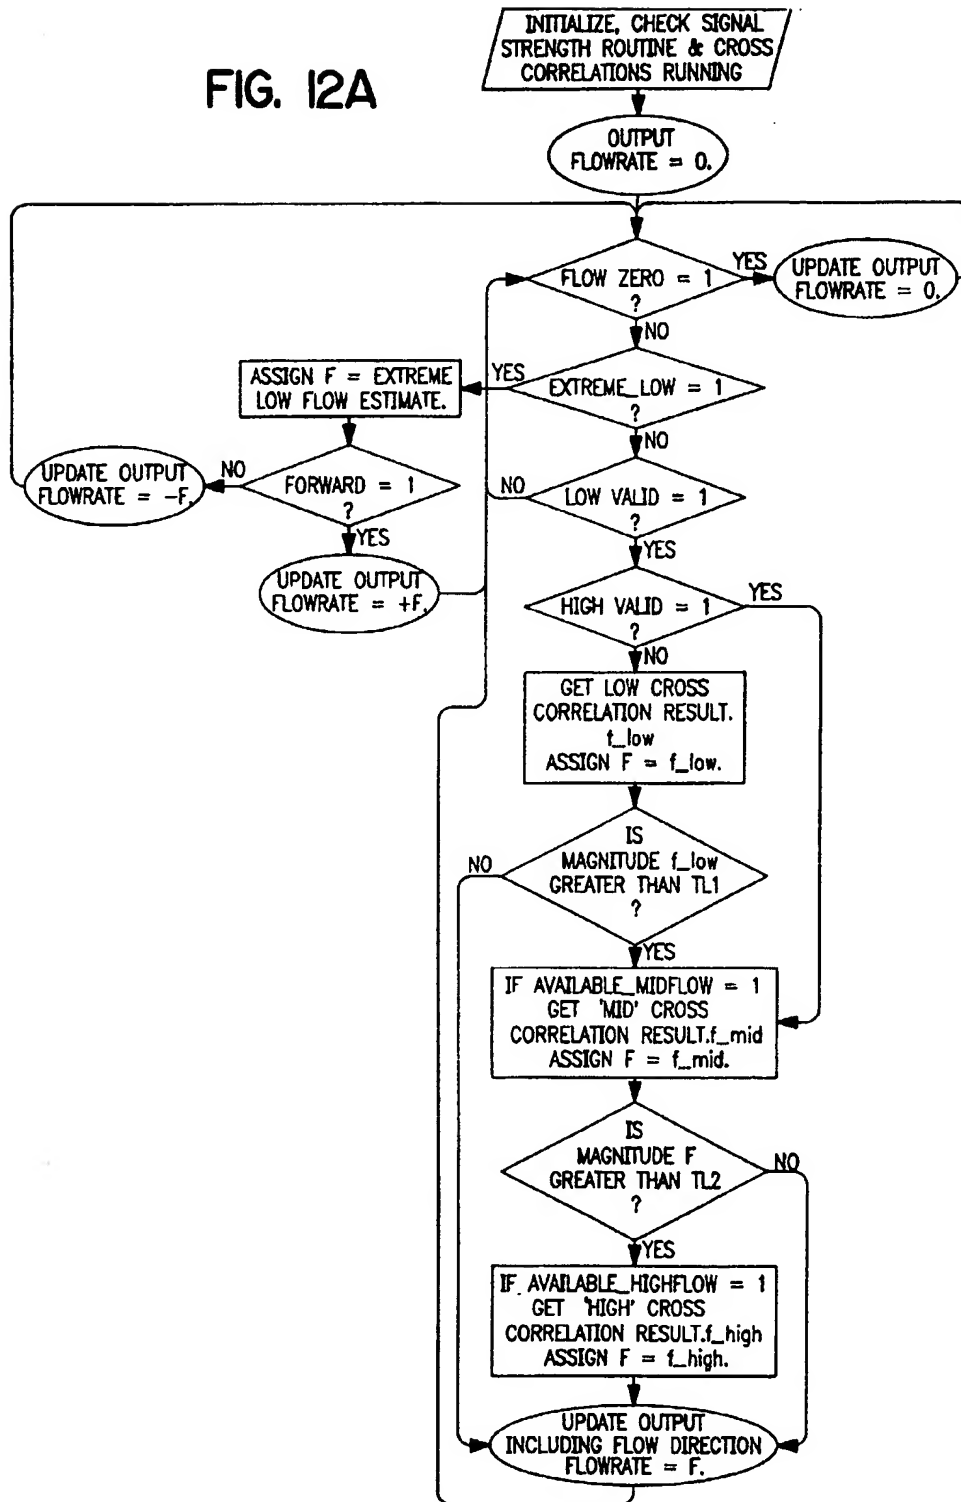 FIG. 12A
INITIALIZE, CHECK SIGNAL
STRENGTH ROUTINE & CROSS
CORRELATIONS RUNNING
OUTPUT
FLOWRATE = 0.
FLOW ZERO = 1
?
YES
UPDATE OUTPUT
FLOWRATE = 0.
NO
EXTREME_LOW = 1
?
YES
ASSIGN F = EXTREME
LOW FLOW ESTIMATE.
NO
FORWARD = 1
?
NO
UPDATE OUTPUT
FLOWRATE = -F.
YES
UPDATE OUTPUT
FLOWRATE = +F.
LOW VALID = 1
?
NO
YES
HIGH VALID = 1
?
YES
NO
GET LOW CROSS
CORRELATION RESULT.
f_low
ASSIGN F = f_low.
IS
MAGNITUDE f_low
GREATER THAN TL1
?
NO
YES
IF AVAILABLE_MIDFLOW = 1
GET 'MID' CROSS
CORRELATION RESULT.f_mid
ASSIGN F = f_mid.
IS
MAGNITUDE F
GREATER THAN TL2
?
NO
YES
IF AVAILABLE_HIGHFLOW = 1
GET 'HIGH' CROSS
CORRELATION RESULT.f_high
ASSIGN F = f_high.
UPDATE OUTPUT
INCLUDING FLOW DIRECTION
FLOWRATE = F.